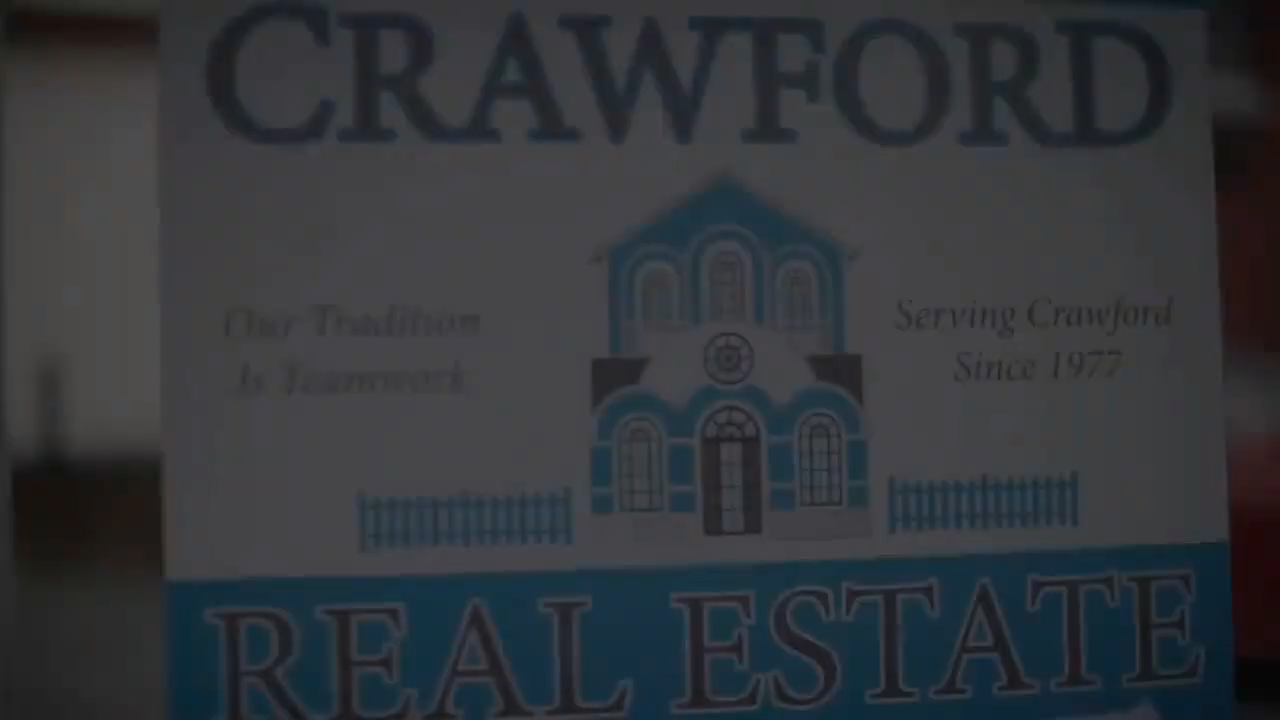 CRAWFORD
Our Tradition
Is Teamwork
Serving Crawford
Since 1977
REAL ESTATE